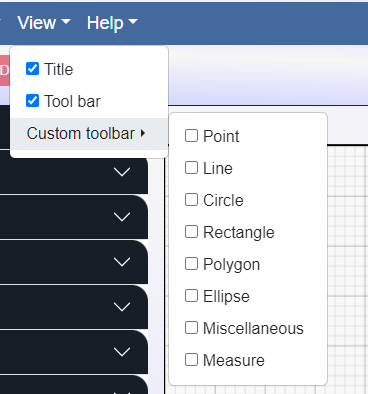 View Help
D
Title
Tool bar
Custom toolbar
Point
Line
Circle
Rectangle
Polygon
Ellipse
Miscellaneous
Measure